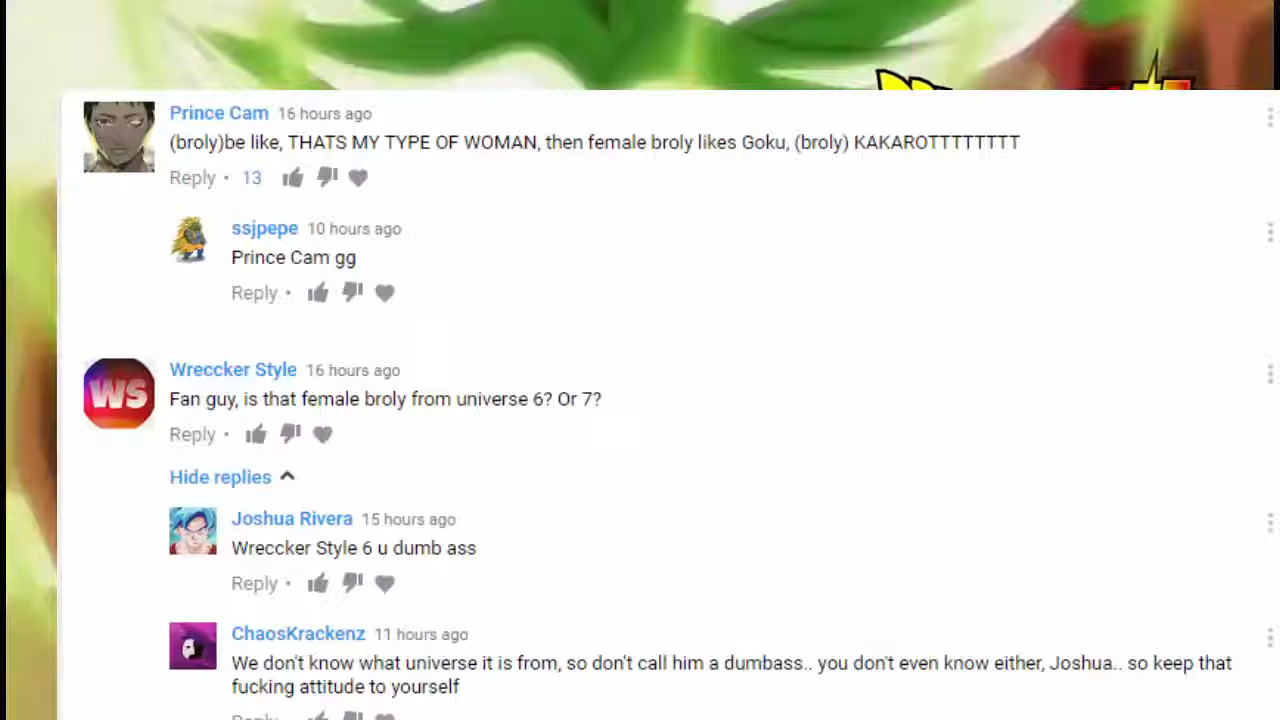 Prince Cam 16 hours ago
(broly)be like, THATS MY TYPE OF WOMAN, then female broly likes Goku, (broly) KAKAROTTTTTTTT
Reply • 13
ssjpepe 10 hours ago
Prince Cam gg
Reply •
WS
Wreccker Style 16 hours ago
Fan guy, is that female broly from universe 6? Or 7?
Reply •
Hide replies
Joshua Rivera 15 hours ago
Wreccker Style 6 u dumb ass
Reply •
ChaosKrackenz 11 hours ago
We don't know what universe it is from, so don't call him a dumbass.. you don't even know either, Joshua.. so keep that
fucking attitude to yourself
Reply